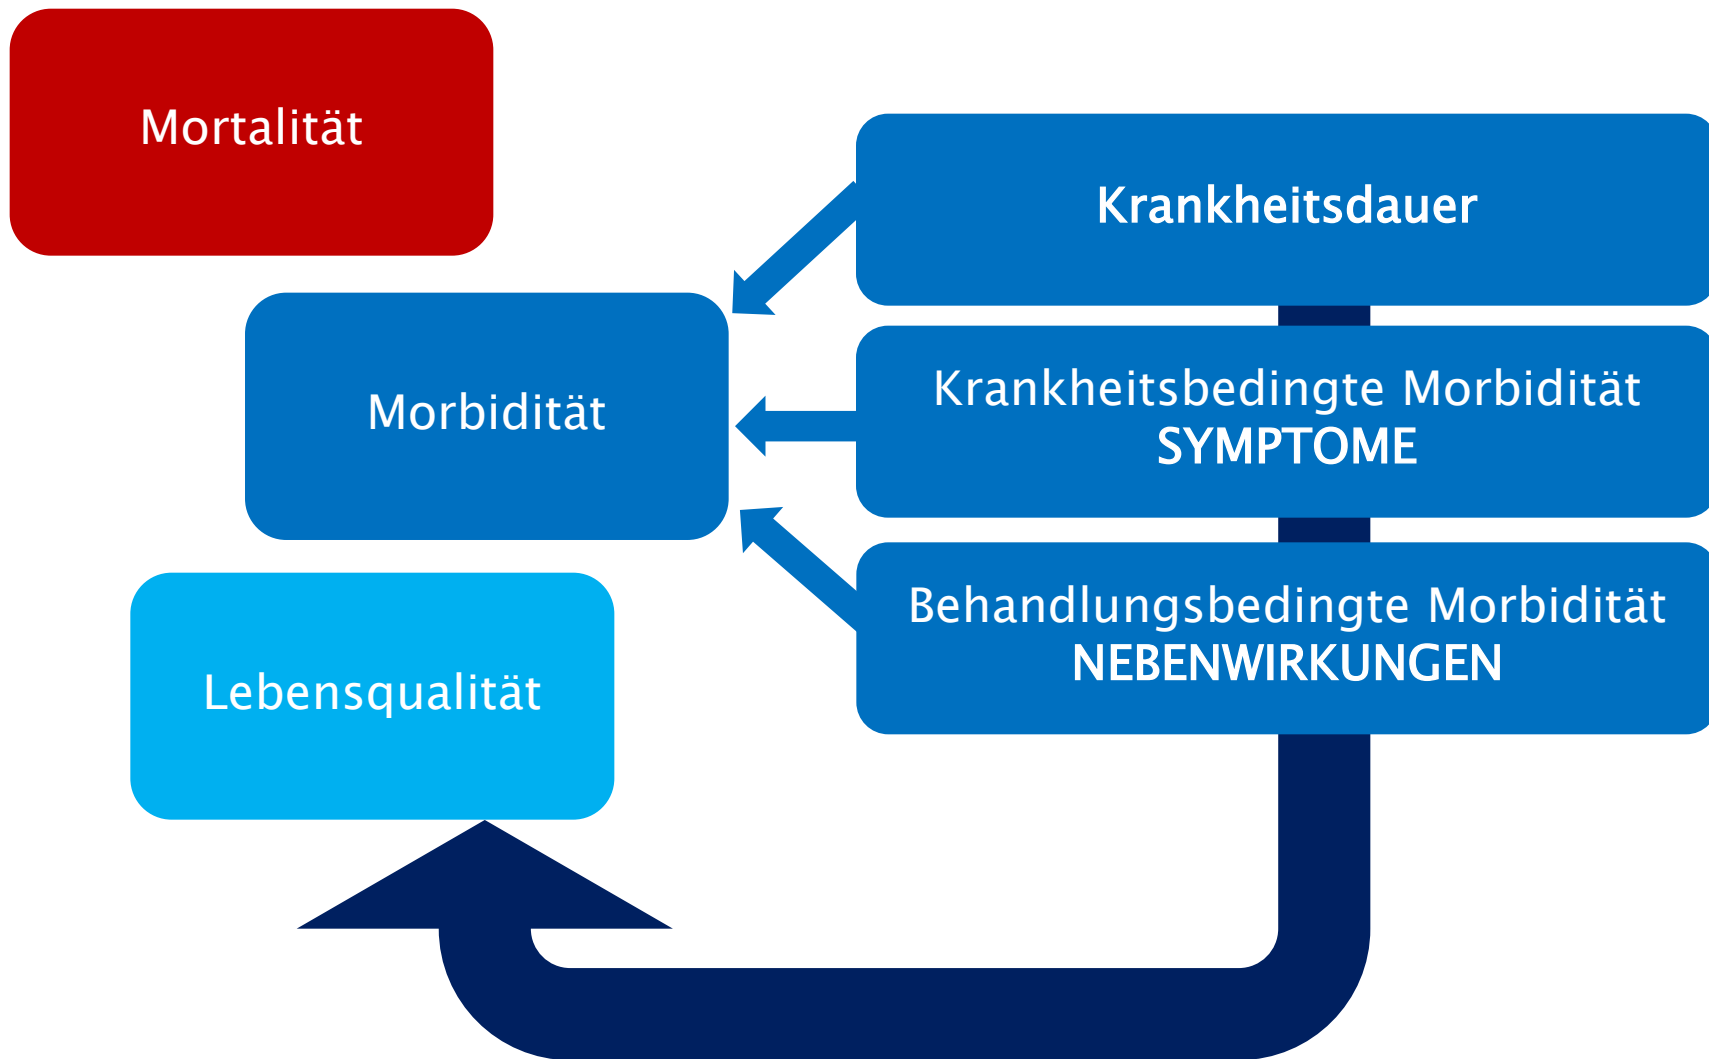 Mortalität
Krankheitsdauer
Morbidität
Krankheitsbedingte Morbidität
SYMPTOME
Behandlungsbedingte Morbidität
NEBENWIRKUNGEN
Lebensqualität